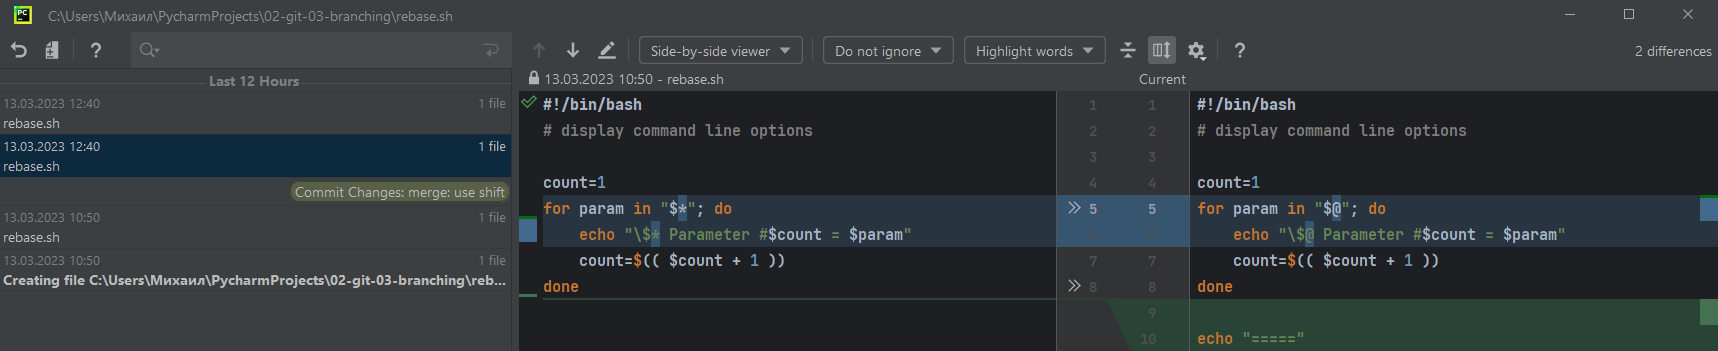 PC
C:\Users\Михаил\PycharmProjects\02-git-03-branching\rebase.sh
Side-by-side viewer
Do not ignore
Highlight words
2 differences
Last 12 Hours
13.03.2023 12:40 1 file
rebase.sh
13.03.2023 12:40 1 file
rebase.sh
Commit Changes: merge: use shift
13.03.2023 10:50 1 file
rebase.sh
13.03.2023 10:50 1 file
Creating file C:\Users\Михаил\PycharmProjects\02-git-03-branching\reb...
13.03.2023 10:50 - rebase.sh
#!/bin/bash
# display command line options
count=1
for param in "$*"; do
echo "\$* Parameter #$count = $param"
count=$(( $count + 1 ))
done
1 1
2 2
3 3
4 4
5 5
6 6
7 7
8 8
9
10
Current
#!/bin/bash
# display command line options
count=1
for param in "$@"; do
echo "\$@ Parameter #$count = $param"
count=$(( $count + 1 ))
done
echo "====="